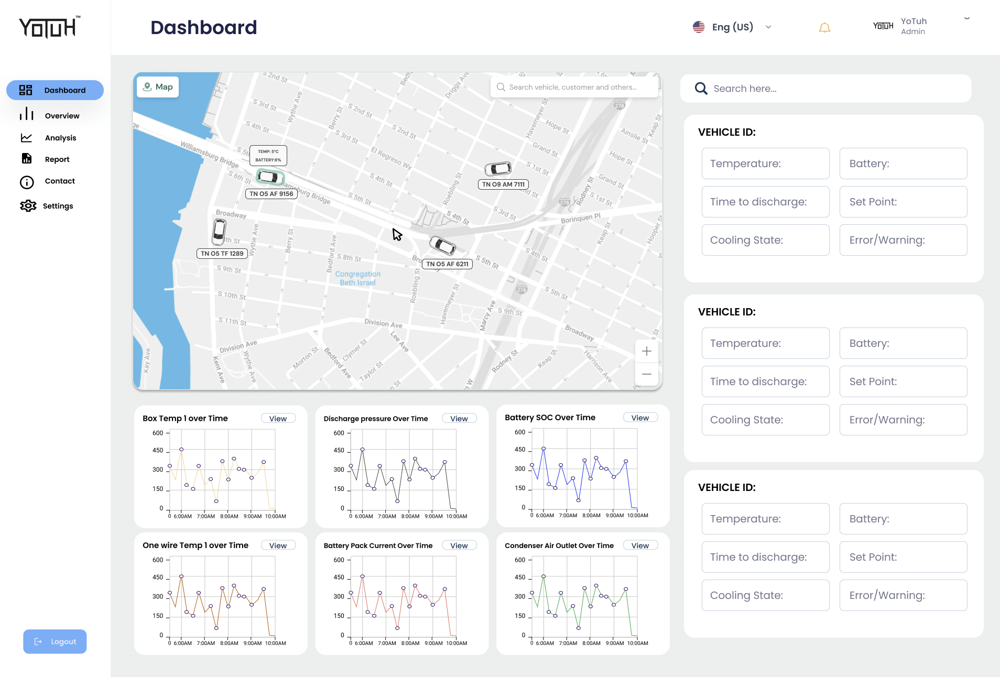 YOTUH™
Dashboard
Eng (US)
YOTUH
YoTuh
Admin
Dashboard
Overview
Analysis
Report
Contact
Settings
Logout
Map
Search vehicle, customer and others...
S 2nd St
Driggs Ave
Wythe Ave
S 3rd St
Berry St
S 2nd St
Havemeyer St
278
Keap St
S 4th St
S 2nd St
Hope St
Ainslie St
S 3rd St
Williamsburg Bridge
Grand St
El Regreso Wy
Hope St
TEMP: 5°C
BATTERY:8%
S 6th St
TN 05 AF 9156
S 4th St
S 1st St
TN 09 AM 7111
Roebling St
Rodney St
Grand St
S 5th St
278
S 1st St
Broadway
S 4th St
S 3rd St
Borinquen Pl
Wythe Ave
Berry St
Bedford Ave
Keap St
Hooper St
TN 05 TF 1289
S 8th St
TN 05 AF 6211
S 5th St
S 4th St
S 9th St
Congregation
Beth Israel
Roebling St
278
S 5th St
S 10th St
Havemeyer St
Marcy Ave
S 9th St
S 11th St
Division Ave
Broadway
Division Ave
Lee Ave
Kay Ave
Kent Ave
Wythe Ave
Morton St
Bedford Ave
Clymer St
Taylor St
Rodney St
Keap St
Harrison Ave
Search here...
VEHICLE ID:
Temperature:
Battery:
Time to discharge:
Set Point:
Cooling State:
Error/Warning:
VEHICLE ID:
Temperature:
Battery:
Time to discharge:
Set Point:
Cooling State:
Error/Warning:
VEHICLE ID:
Temperature:
Battery:
Time to discharge:
Set Point:
Cooling State:
Error/Warning:
Box Temp 1 over Time
View
600
450
300
150
0
0 6:00AM 7:00AM 8:00AM 9:00AM 10:00AM
Discharge pressure Over Time
View
600
450
300
150
0
0 6:00AM 7:00AM 8:00AM 9:00AM 10:00AM
Battery SOC Over Time
View
600
450
300
150
0
0 6:00AM 7:00AM 8:00AM 9:00AM 10:00AM
One wire Temp 1 over Time
View
600
450
300
150
0
0 6:00AM 7:00AM 8:00AM 9:00AM 10:00AM
Battery Pack Current Over Time
View
600
450
300
150
0
0 6:00AM 7:00AM 8:00AM 9:00AM 10:00AM
Condenser Air Outlet Over Time
View
600
450
300
150
0
0 6:00AM 7:00AM 8:00AM 9:00AM 10:00AM